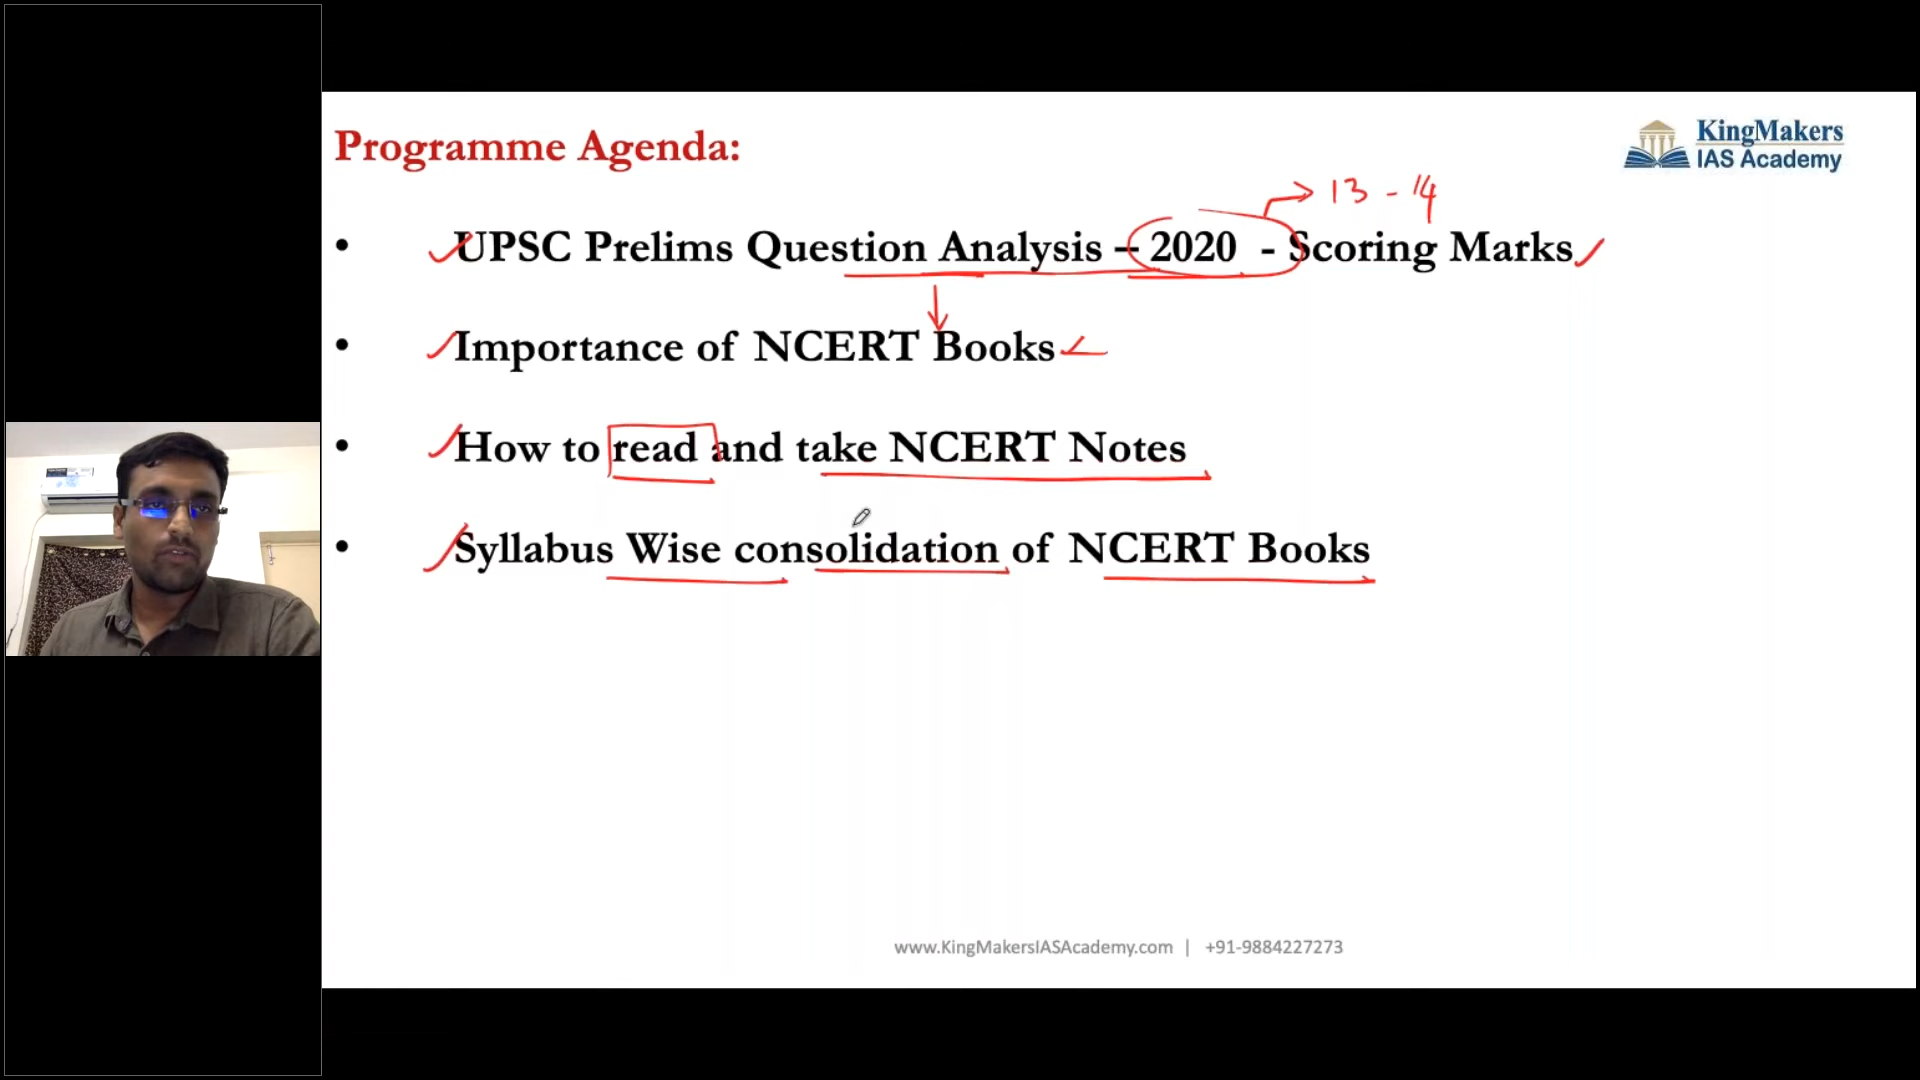 Programme Agenda:
KingMakers
IAS Academy
13 - 14
• UPSC Prelims Question Analysis – 2020 - Scoring Marks
• Importance of NCERT Books
• How to read and take NCERT Notes
• Syllabus Wise consolidation of NCERT Books
www.KingMakersIASAcademy.com | +91-9884227273